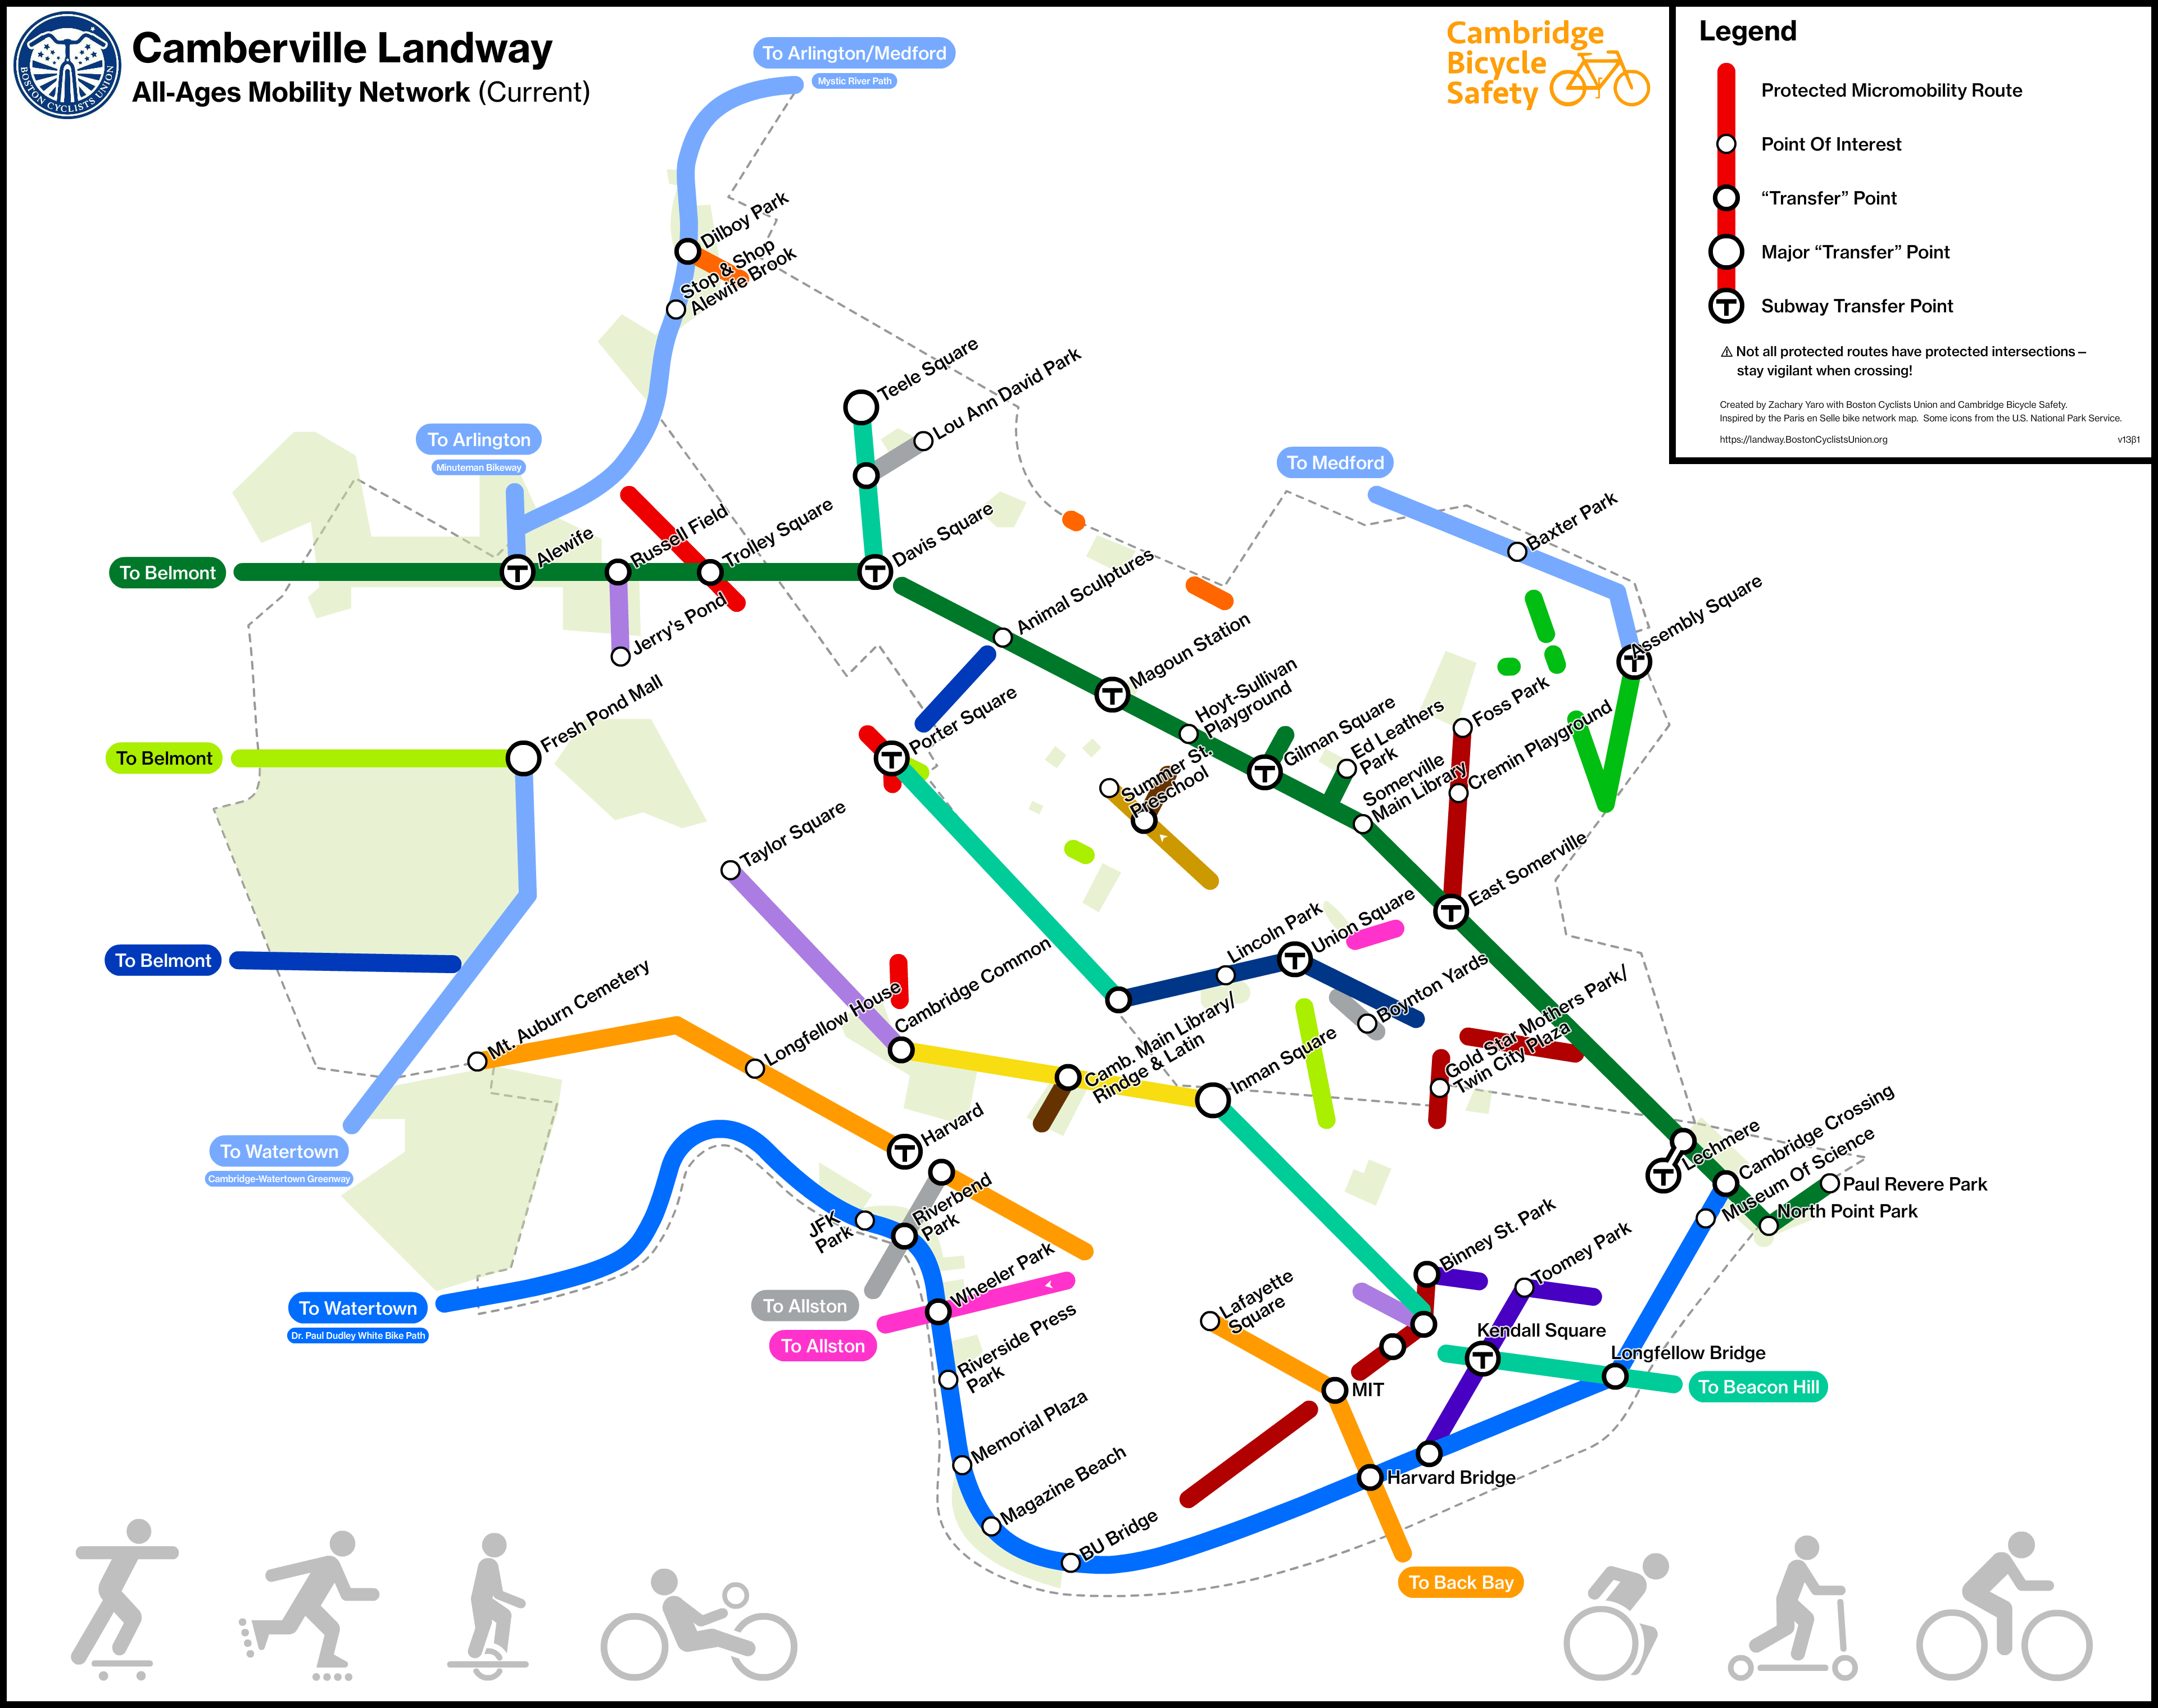 BOSTON CYCLISTS UNION
Camberville Landway
All-Ages Mobility Network (Current)
Cambridge
Bicycle
Safety
Legend
Protected Micromobility Route
Point Of Interest
“Transfer” Point
Major “Transfer” Point
T Subway Transfer Point
⚠ Not all protected routes have protected intersections –
stay vigilant when crossing!
Created by Zachary Yaro with Boston Cyclists Union and Cambridge Bicycle Safety.
Inspired by the Paris en Selle bike network map. Some icons from the U.S. National Park Service.
https://landway.BostonCyclistsUnion.org
v13β1
To Arlington/Medford
Mystic River Path
Dilboy Park
Stop & Shop
Alewife Brook
Teele Square
Lou Ann David Park
To Arlington
Minuteman Bikeway
To Medford
Baxter Park
Alewife
Russell Field
Trolley Square
Davis Square
Animal Sculptures
To Belmont
Jerry's Pond
Magoun Station
Assembly Square
Hoyt-Sullivan
Playground
Gilman Square
Ed Leathers
Park
Foss Park
Fresh Pond Mall
Porter Square
To Belmont
Summer St.
Preschool
Somerville
Main Library
Cremin Playground
Taylor Square
East Somerville
Lincoln Park
Union Square
To Belmont
Cambridge Common
Boynton Yards
Mt. Auburn Cemetery
Longfellow House
Camb. Main Library/
Rindge & Latin
Inman Square
Gold Star Mothers Park/
Twin City Plaza
Harvard
To Watertown
Cambridge-Watertown Greenway
Lechmere
Cambridge Crossing
Museum Of Science
Paul Revere Park
North Point Park
JFK
Park
Riverbend
Park
Wheeler Park
Binney St. Park
Toomey Park
To Watertown
Dr. Paul Dudley White Bike Path
To Allston
To Allston
Lafayette
Square
Kendall Square
Longfellow Bridge
Riverside Press
Park
MIT
To Beacon Hill
Memorial Plaza
Harvard Bridge
Magazine Beach
BU Bridge
To Back Bay